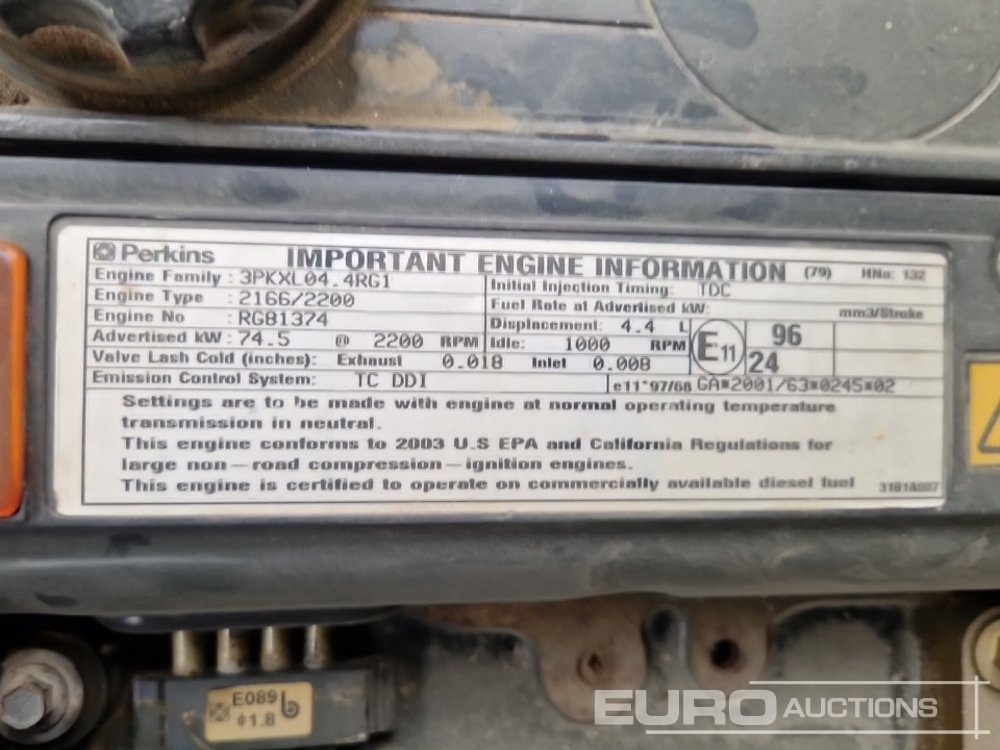 Perkins IMPORTANT ENGINE INFORMATION (79) HNo: 132
Engine Family : 3PKXL04.4RG1
Initial Injection Timing: TDC
Engine Type : 2166/2200
Fuel Rate at Advertised kW: mm3/Stroke
Engine No : RG81374
Displacement: 4.4 L
Advertised kW : 74.5 @ 2200 RPM
Idle: 1000 RPM
E11
96
24
Valve Lash Cold (inches): Exhaust 0.018 Inlet 0.008
Emission Control System: TC DDI
e11*97/68 GA*2001/63*0245*02
Settings are to be made with engine at normal operating temperature
transmission in neutral.
This engine conforms to 2003 U.S EPA and California Regulations for
large non-road compression-ignition engines.
This engine is certified to operate on commercially available diesel fuel
3181A087
E089
6
Φ1.8
EURO AUCTIONS